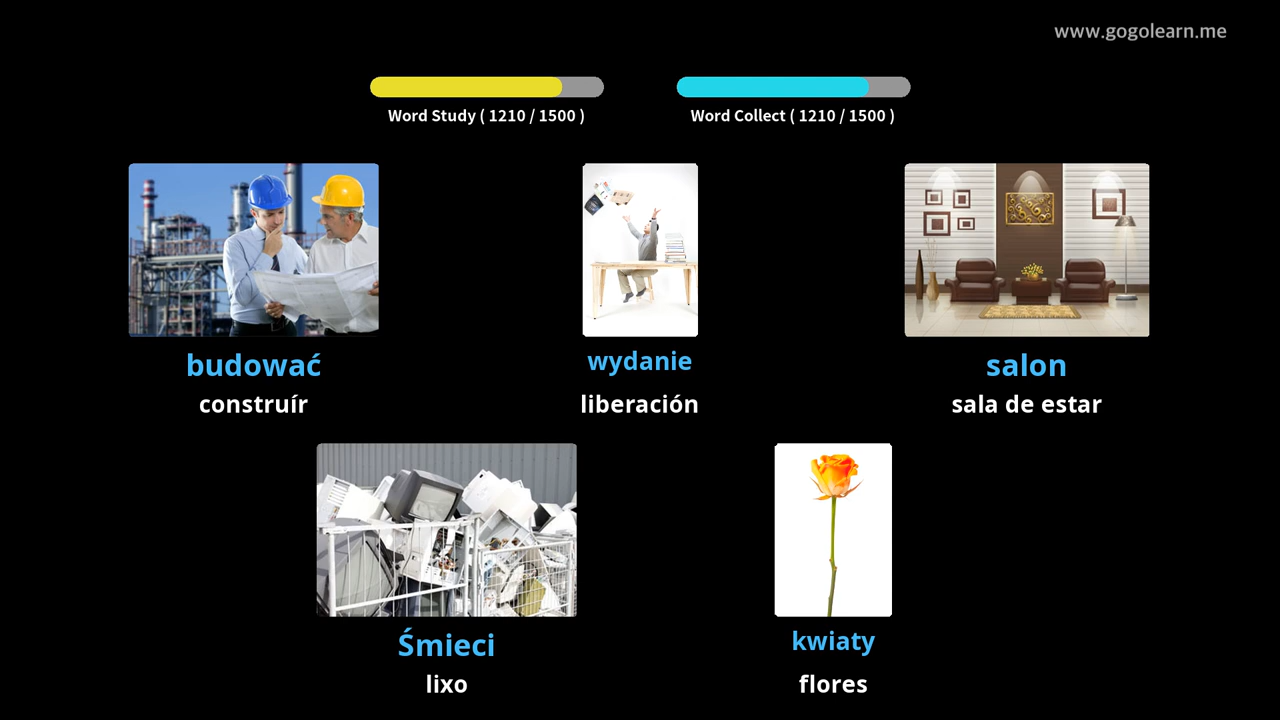 www.gogolearn.me
Word Study ( 1210 / 1500 )
Word Collect ( 1210 / 1500 )
budować
wydanie
salon
construír
liberación
sala de estar
Śmieci
kwiaty
lixo
flores